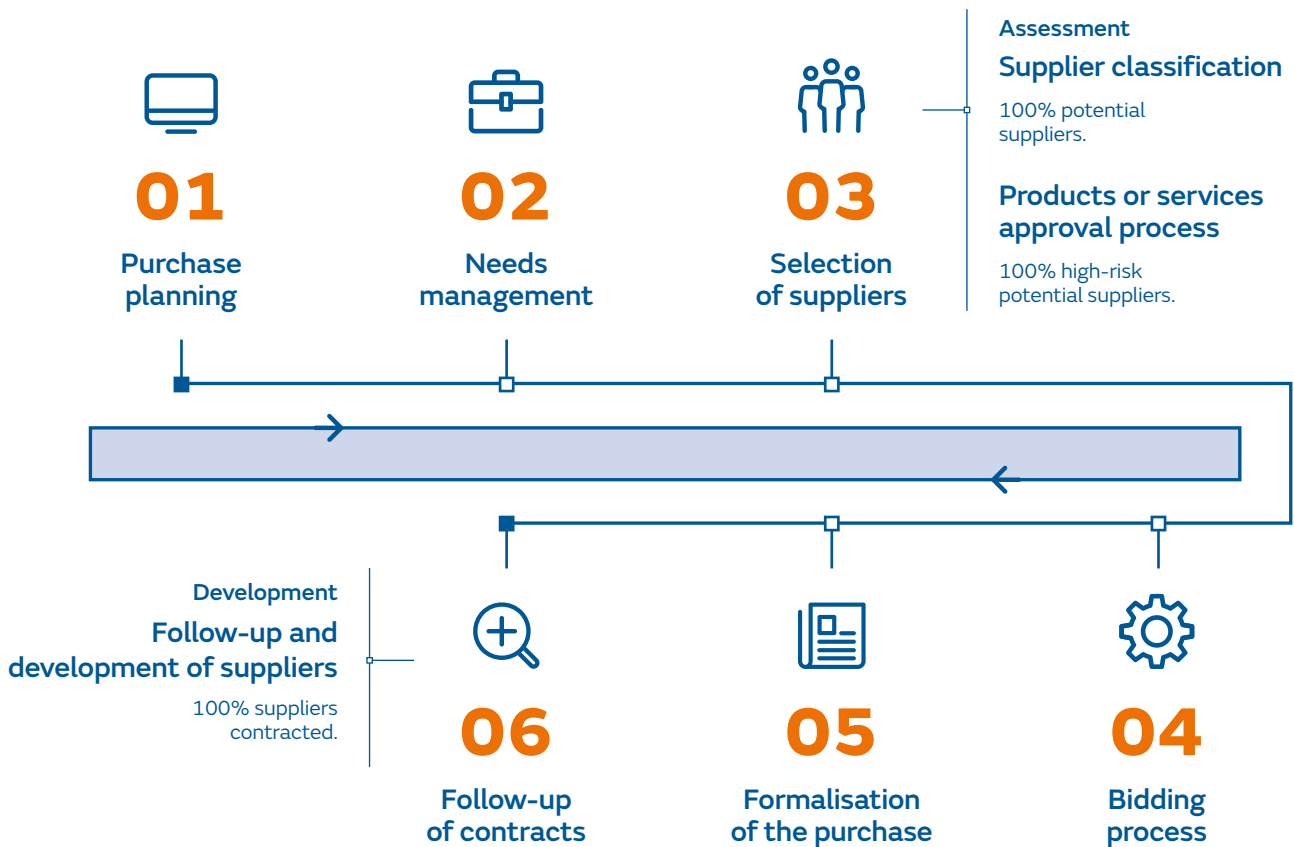 01
Purchase
planning
02
Needs
management
03
Selection
of suppliers
Assessment
Supplier classification
100% potential
suppliers.
Products or services
approval process
100% high-risk
potential suppliers.
Development
Follow-up and
development of suppliers
100% suppliers
contracted.
06
Follow-up
of contracts
05
Formalisation
of the purchase
04
Bidding
process